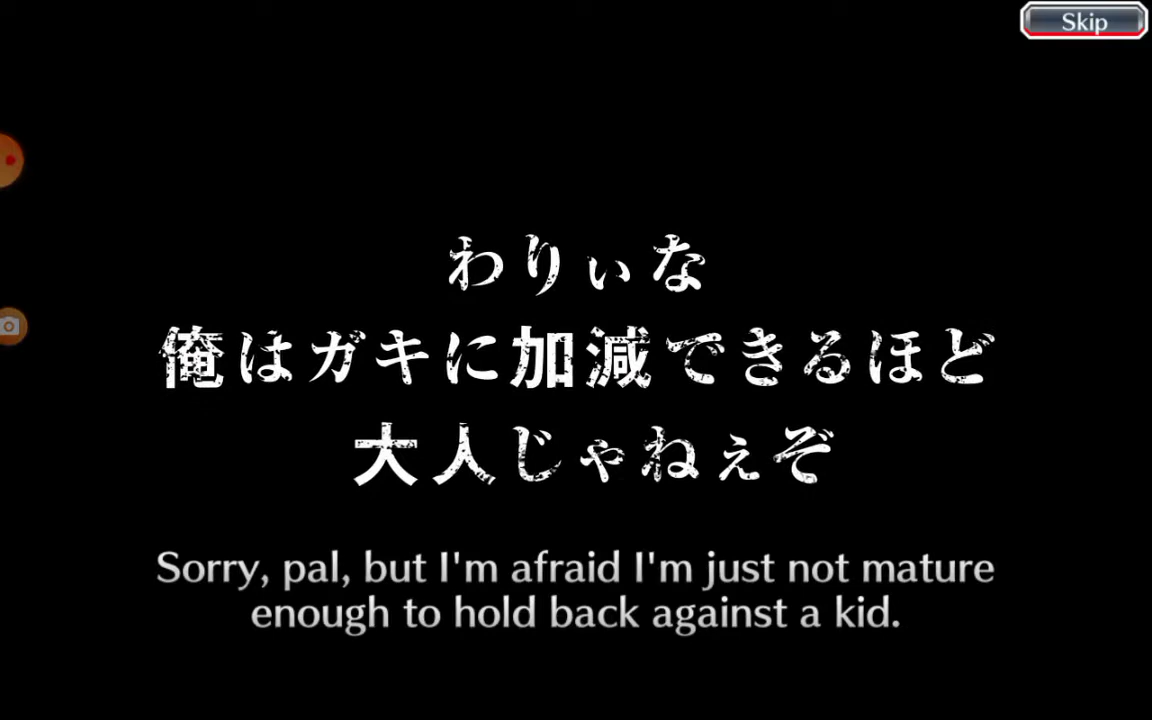 Skip
わりぃな
俺はガキに加減できるほど
大人じゃねぇぞ
Sorry, pal, but I'm afraid I'm just not mature
enough to hold back against a kid.